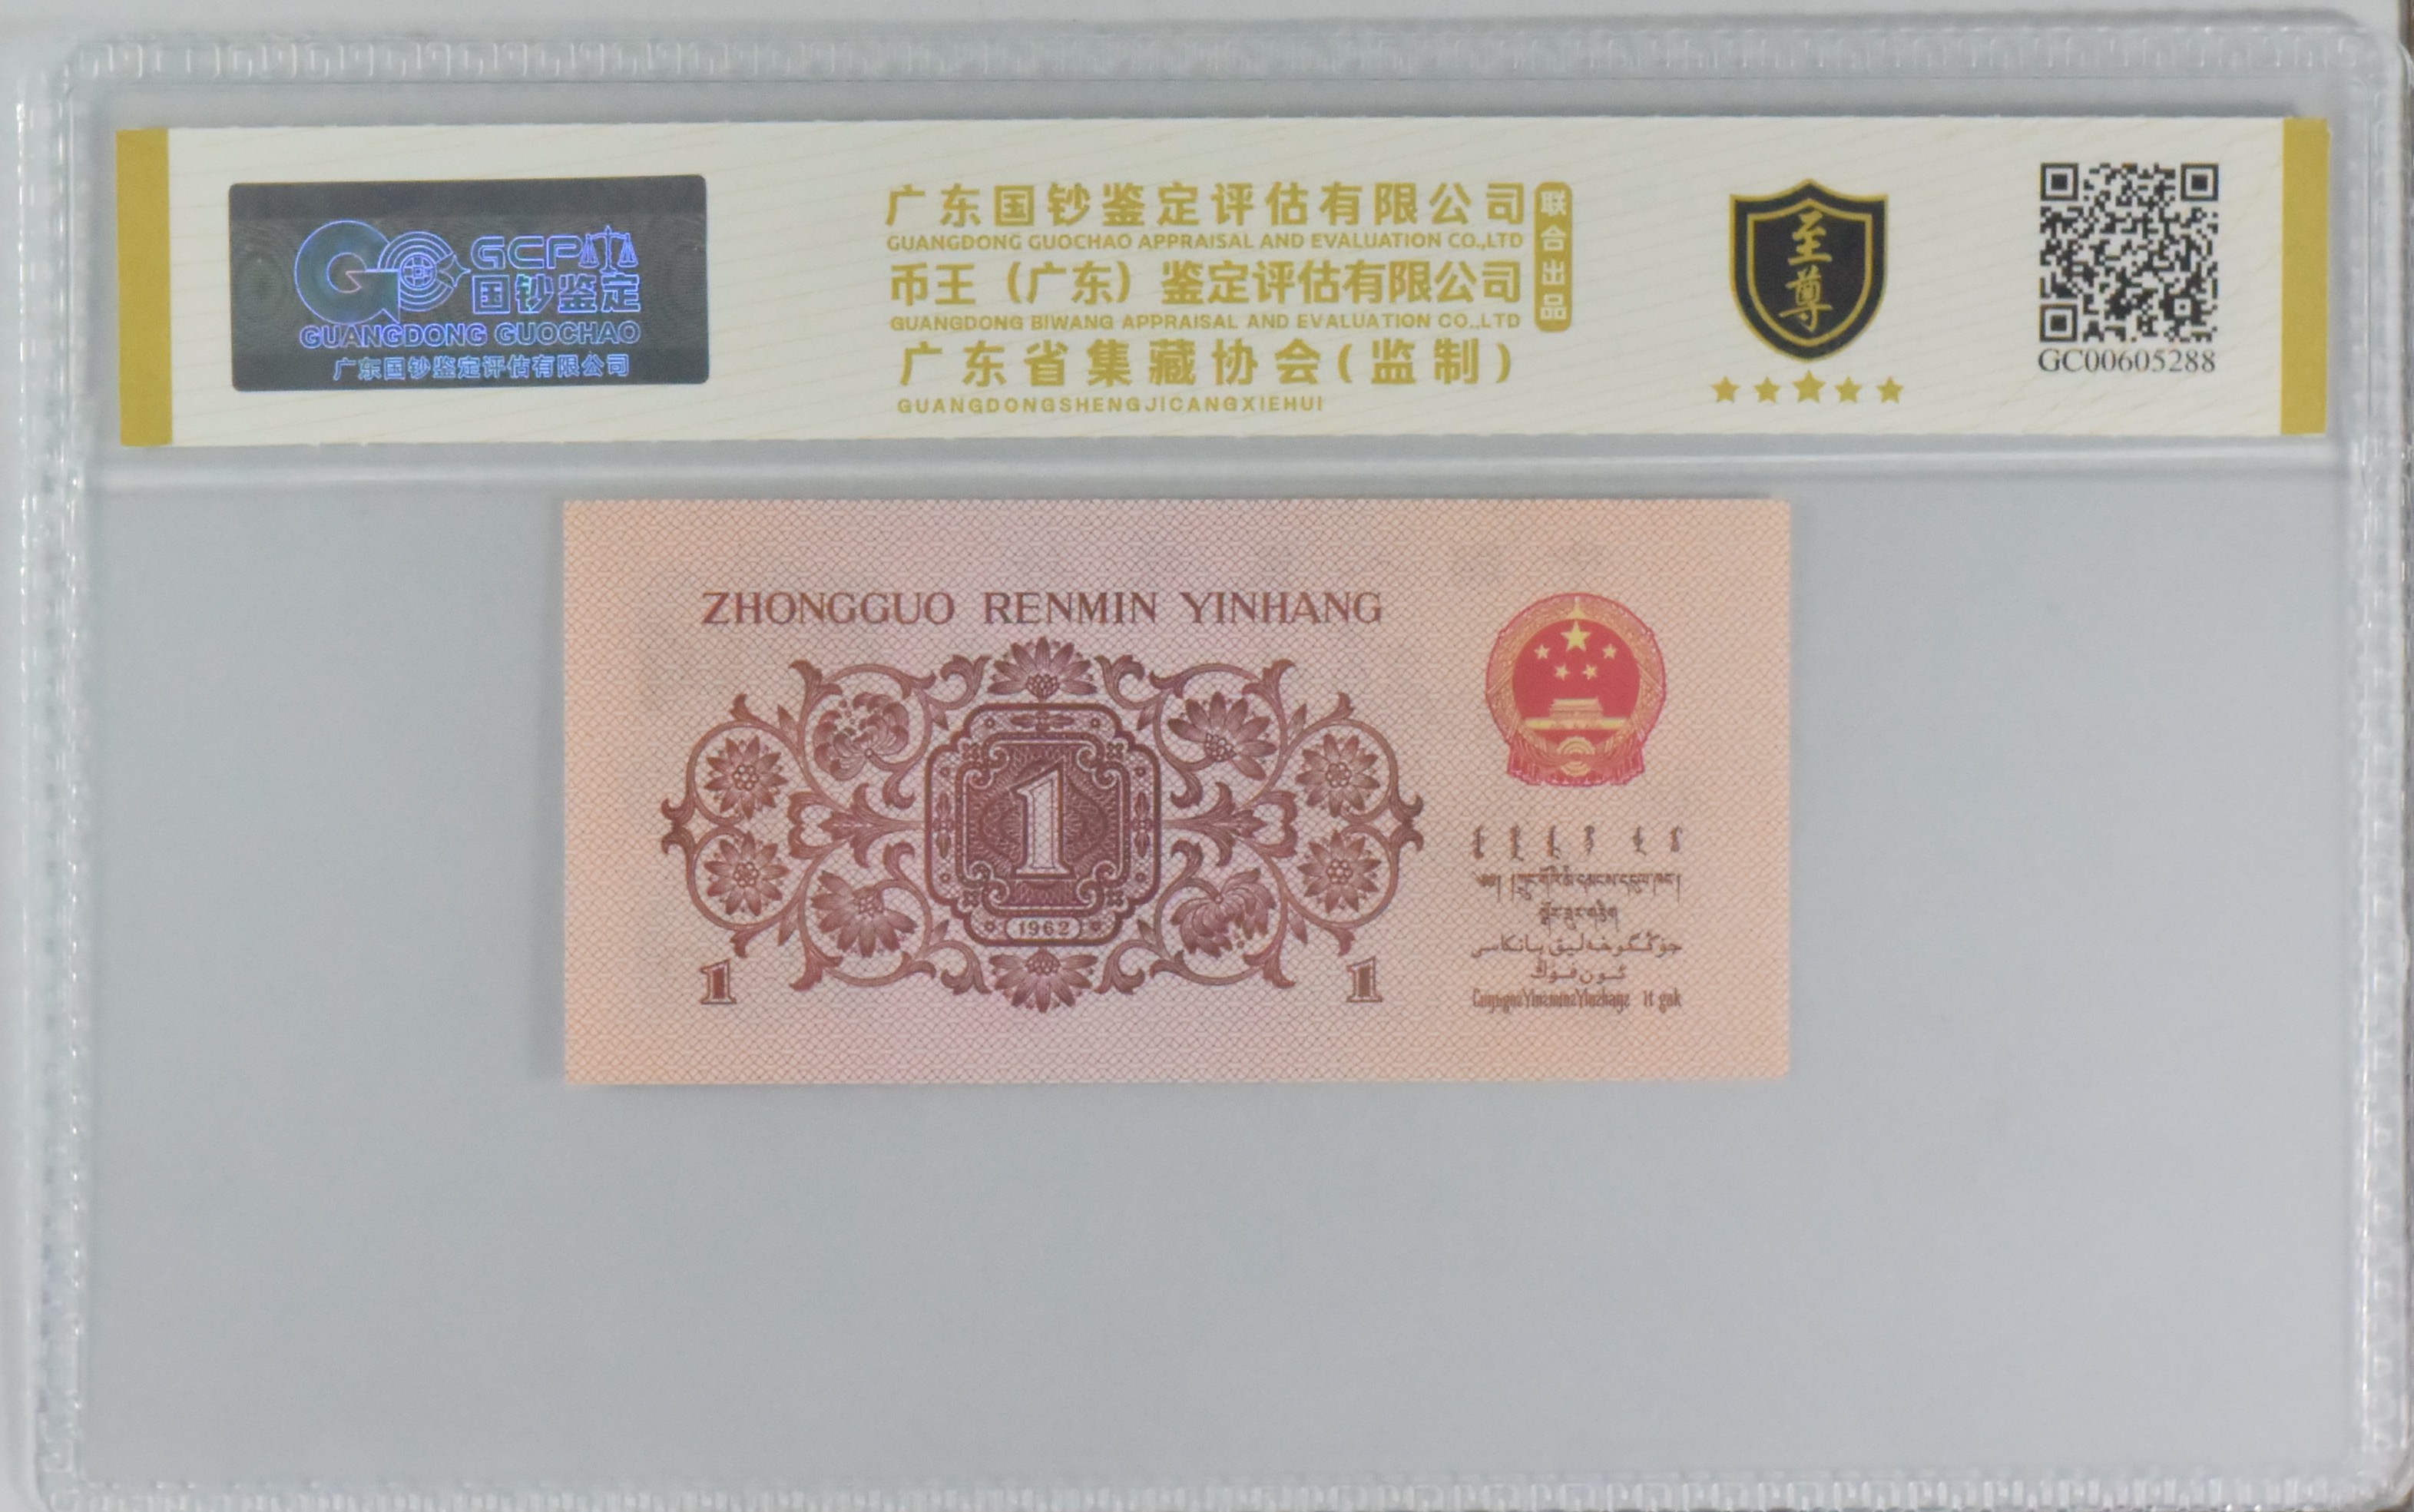 GCP
国钞鉴定
GUANGDONG GUOCHAO
广东国钞鉴定评估有限公司
广东国钞鉴定评估有限公司
GUANGDONG GUOCHAO APPRAISAL AND EVALUATION CO.,LTD
币王（广东）鉴定评估有限公司
GUANGDONG BIWANG APPRAISAL AND EVALUATION CO.,LTD
联合出品
广东省集藏协会(监制)
GUANGDONGSHENGJICANGXIEHUI
至尊
GC00605288
ZHONGGUO RENMIN YINHANG
1
1962
1
1